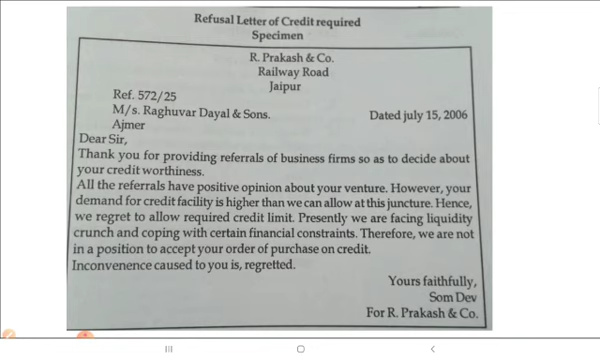 Refusal Letter of Credit required
Specimen
R. Prakash & Co.
Railway Road
Jaipur
Ref. 572/25
M/s. Raghuvar Dayal & Sons.
Dated july 15, 2006
Ajmer
Dear Sir,
Thank you for providing referrals of business firms so as to decide about
your credit worthiness.
All the referrals have positive opinion about your venture. However, your
demand for credit facility is higher than we can allow at this juncture. Hence,
we regret to allow required credit limit. Presently we are facing liquidity
crunch and coping with certain financial constraints. Therefore, we are not
in a position to accept your order of purchase on credit.
Inconvenence caused to you is, regretted.
Yours faithfully,
Som Dev
For R. Prakash & Co.